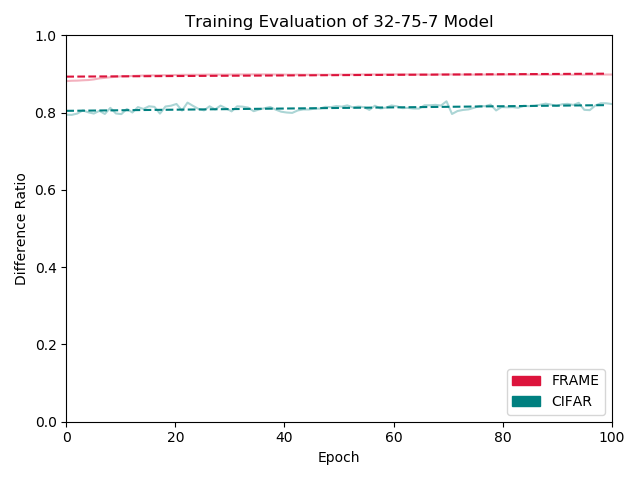 Training Evaluation of 32-75-7 Model
1.0
0.8
0.6
0.4
0.2
0.0
Difference Ratio
0 20 40 60 80 100
Epoch
FRAME
CIFAR